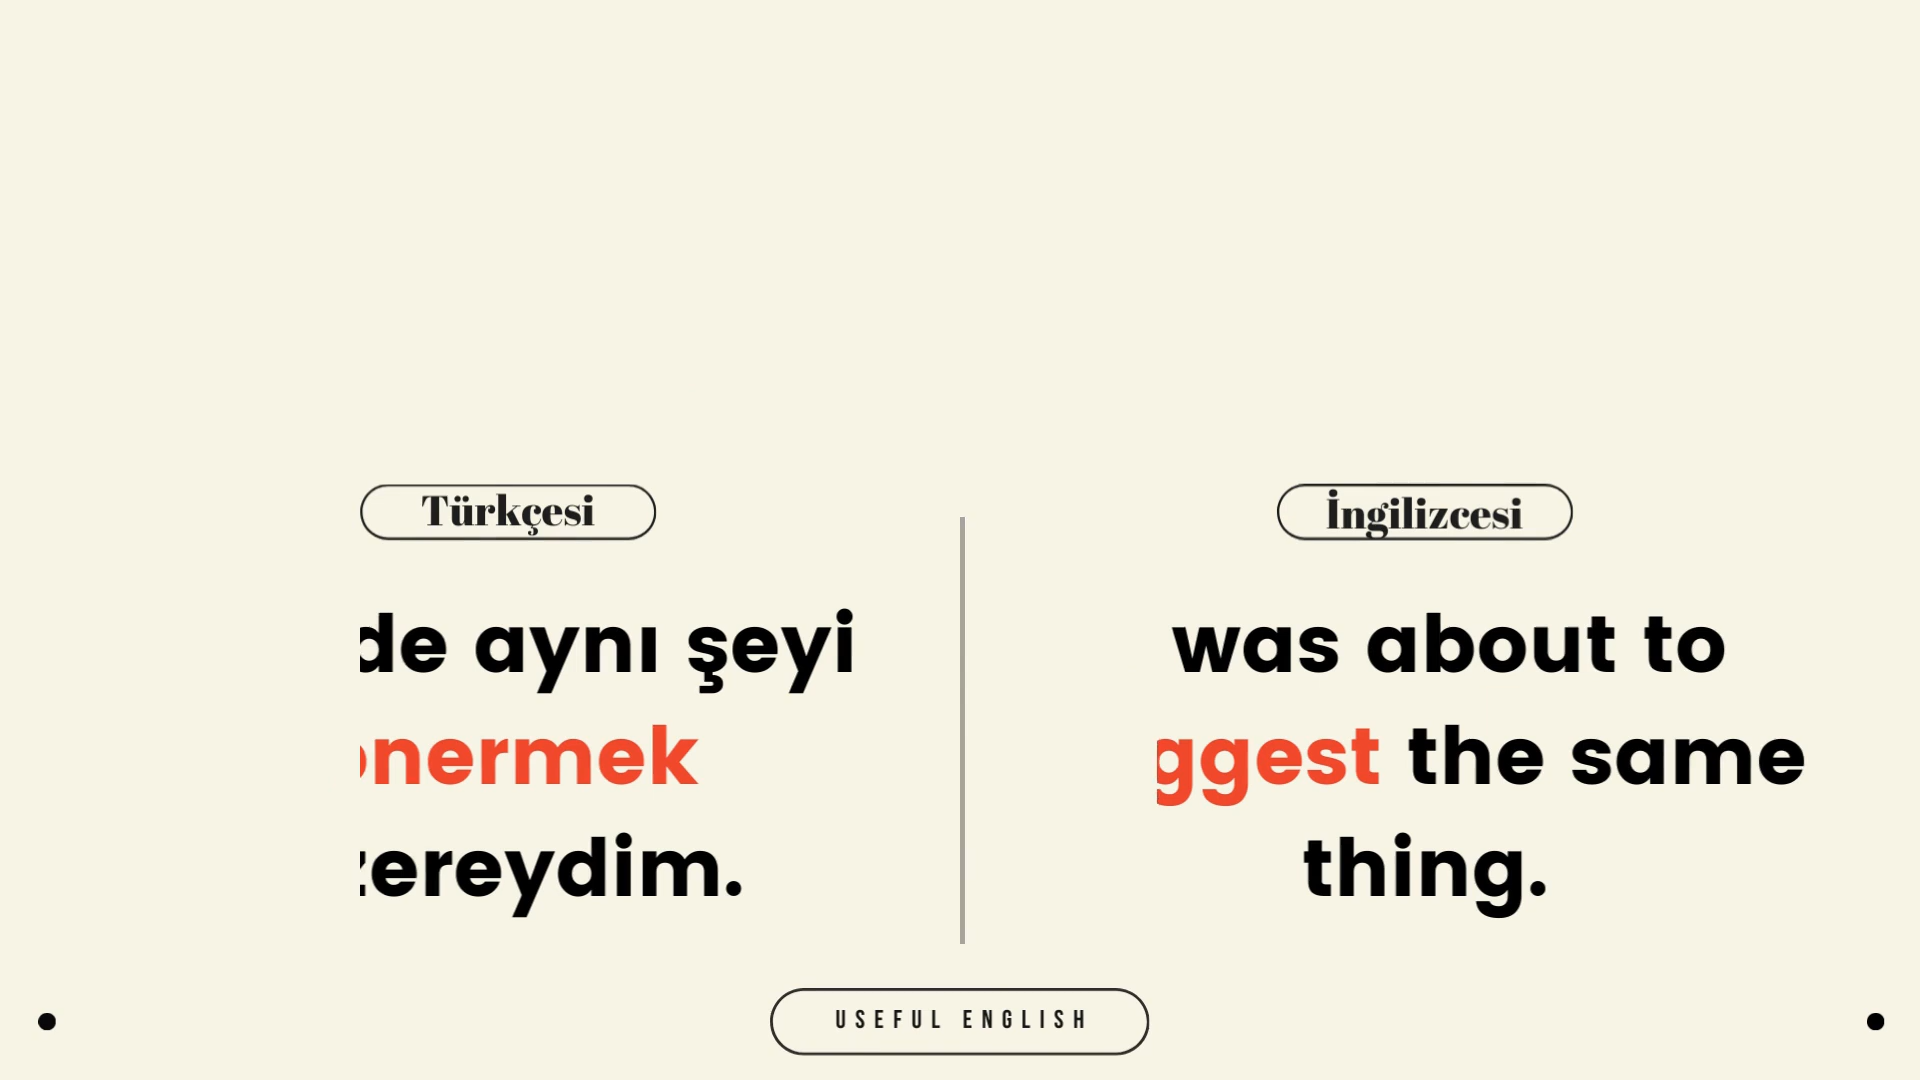 Türkçesi
de aynı şeyi
nermek
ereydim.
İngilizcesi
was about to
ggest the same
thing.
USEFUL ENGLISH